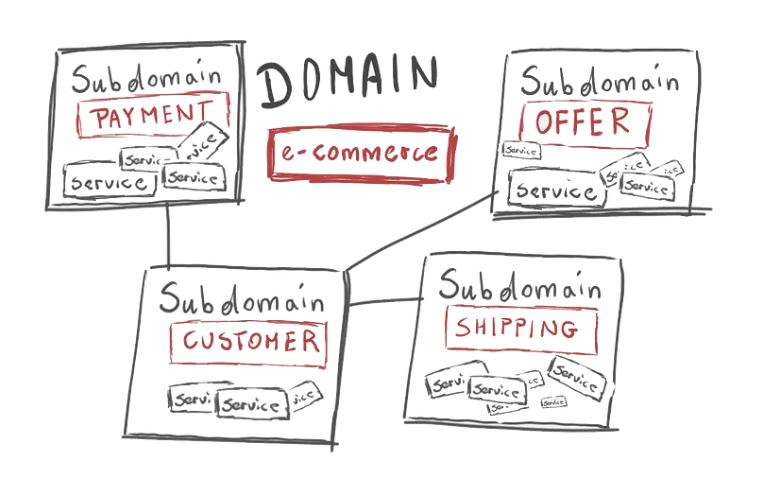 DOMAIN
e-commerce
Subdomain
PAYMENT
Service
Service
Service
Subdomain
OFFER
Service
Service
Service
Subdomain
CUSTOMER
Service
Subdomain
SHIPPING
Service
Service
Service